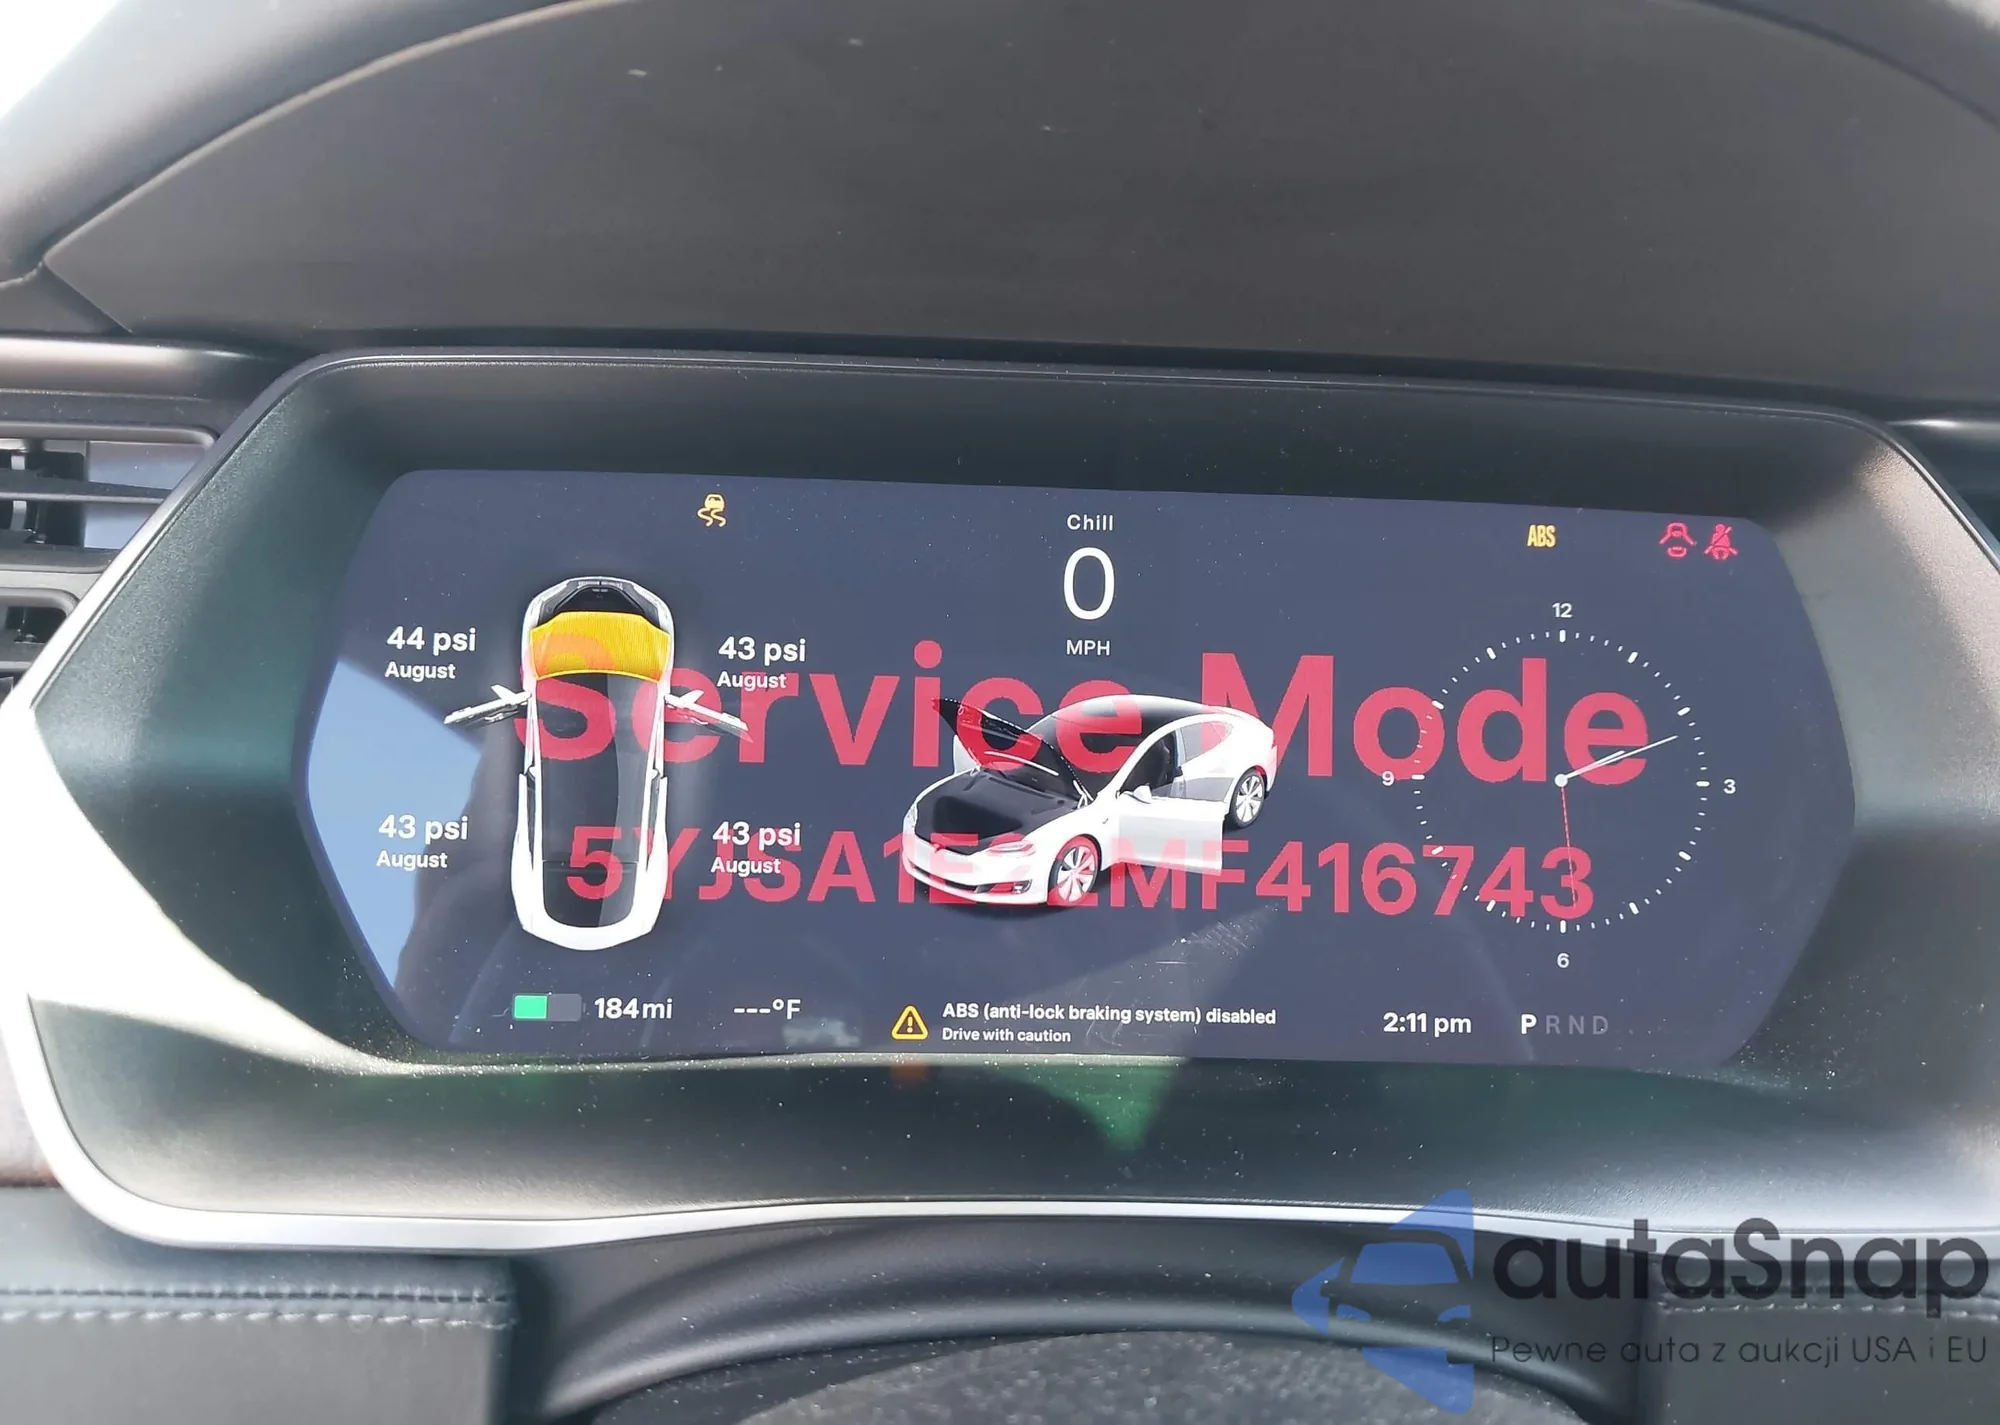 Chill
0
MPH
ABS
44 psi
August
43 psi
August
43 psi
August
43 psi
August
Service Mode
12
3
6
9
184 mi
---°F
ABS (anti-lock braking system) disabled
Drive with caution
2:11 pm
P R N D
autaSnap
Pewne auta z aukcji USA i EU